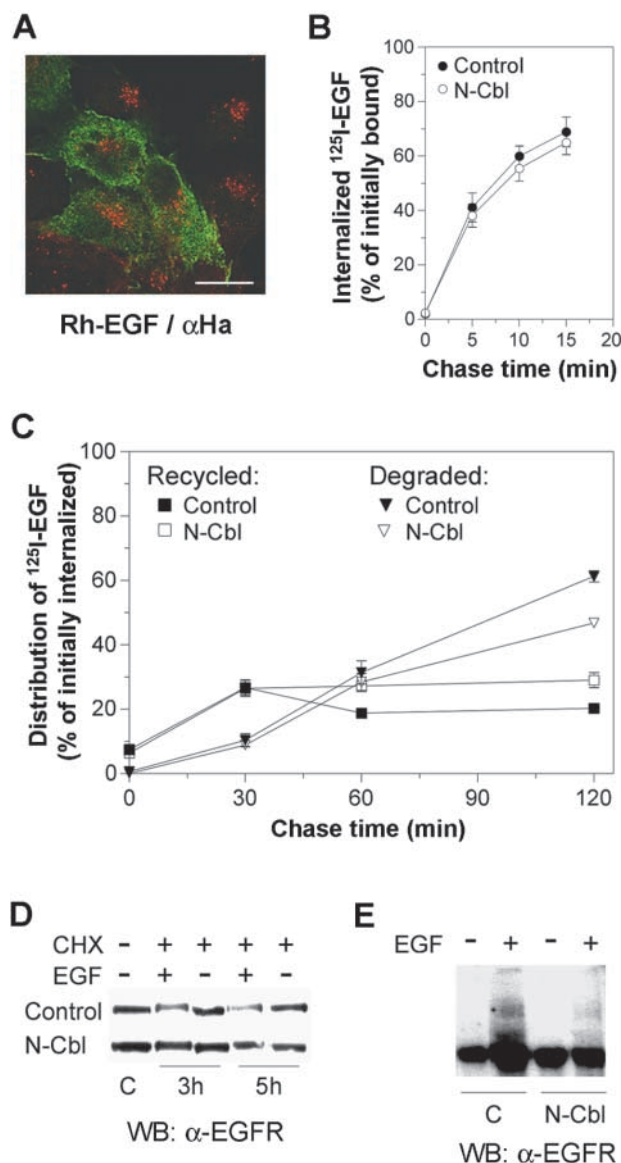 A
Rh-EGF / αHa
B
Internalized ¹²⁵I-EGF
(% of initially bound)
100
80
60
40
20
0
Control
N-Cbl
0 5 10 15 20
Chase time (min)
C
Distribution of ¹²⁵I-EGF
(% of initially internalized)
100
80
60
40
20
0
Recycled:
Control
N-Cbl
Degraded:
Control
N-Cbl
0 30 60 90 120
Chase time (min)
D
CHX - + + + +
EGF - + - + -
Control
N-Cbl
C 3h 5h
WB: α-EGFR
E
EGF - + - +
C N-Cbl
WB: α-EGFR